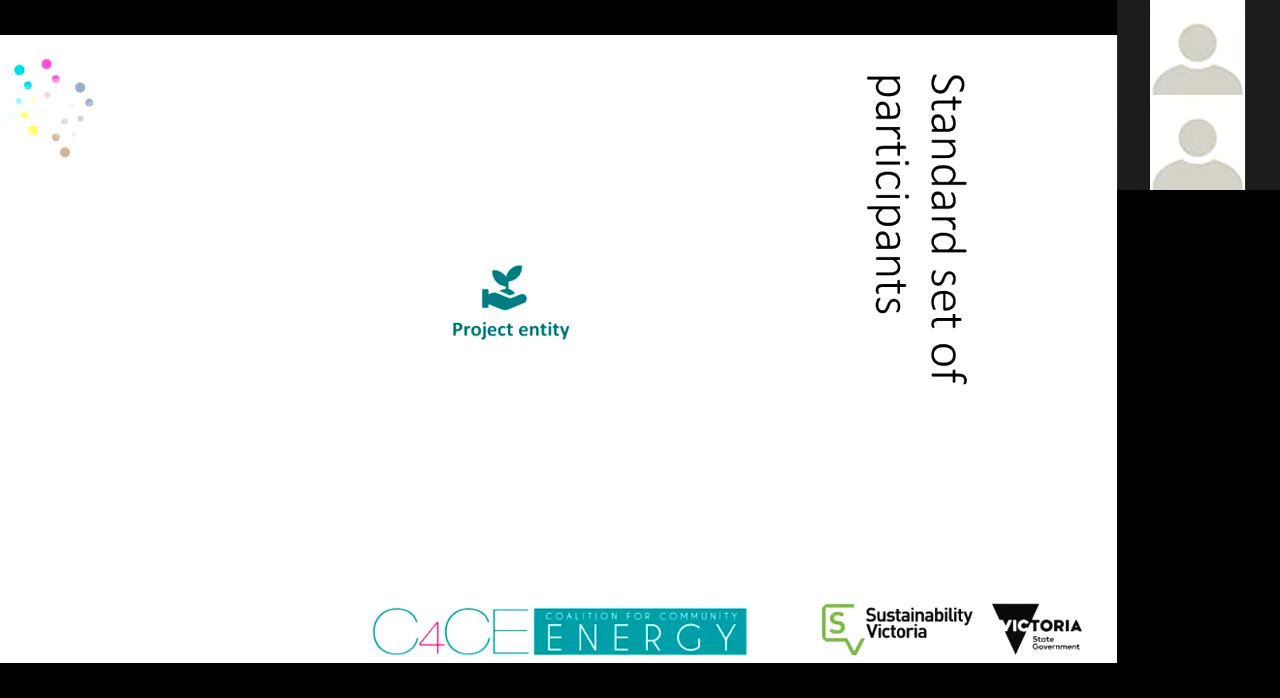 Standard set of
participants
Project entity
C4CE
COALITION FOR COMMUNITY
ENERGY
S
Sustainability
Victoria
VICTORIA
State
Government